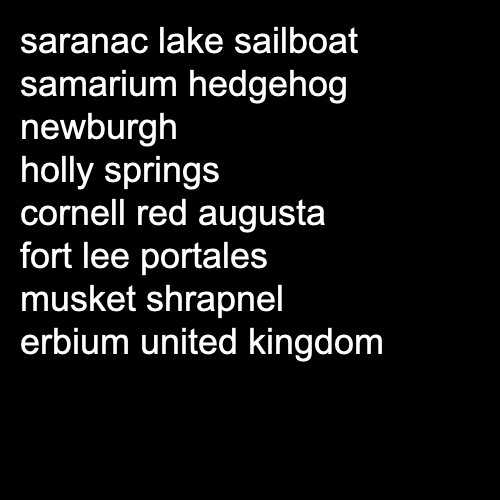 saranac lake sailboat
samarium hedgehog
newburgh
holly springs
cornell red augusta
fort lee portales
musket shrapnel
erbium united kingdom